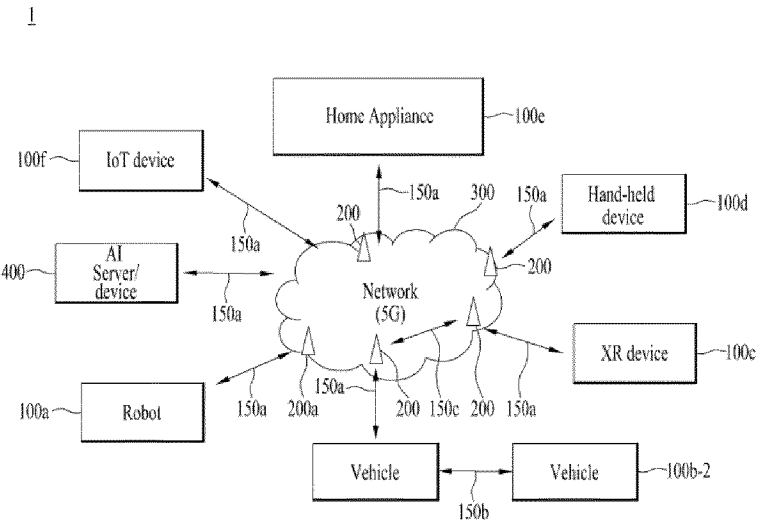 1
Home Appliance
100e
100f
IoT device
150a
200
300
150a
Hand-held
device
100d
150a
200
400
AI
Server/
device
150a
Network
(5G)
XR device
100c
100a
Robot
150a
200a
150a
200
150c
200
150a
Vehicle
150b
Vehicle
100b-2